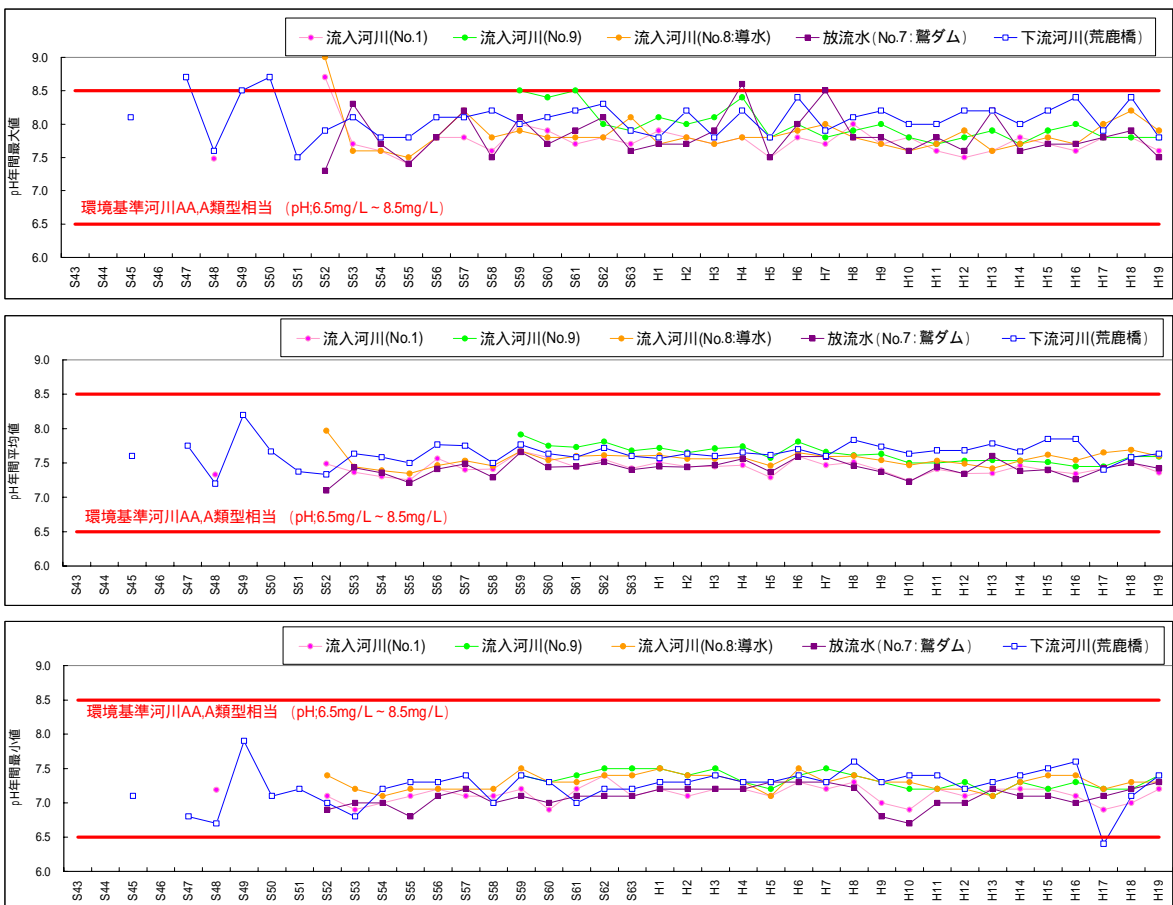 流入河川(No.1) 流入河川(No.9) 流入河川(No.8:導水) 放流水(No.7:鷲ダム) 下流河川(荒鹿橋)
pH年間最大値
9.0
8.5
8.0
7.5
7.0
6.5
6.0
環境基準河川AA,A類型相当 (pH;6.5mg/L～8.5mg/L)
S43 S44 S45 S46 S47 S48 S49 S50 S51 S52 S53 S54 S55 S56 S57 S58 S59 S60 S61 S62 S63 H1 H2 H3 H4 H5 H6 H7 H8 H9 H10 H11 H12 H13 H14 H15 H16 H17 H18 H19
流入河川(No.1) 流入河川(No.9) 流入河川(No.8:導水) 放流水(No.7:鷲ダム) 下流河川(荒鹿橋)
pH年間平均値
9.0
8.5
8.0
7.5
7.0
6.5
6.0
環境基準河川AA,A類型相当 (pH;6.5mg/L～8.5mg/L)
S43 S44 S45 S46 S47 S48 S49 S50 S51 S52 S53 S54 S55 S56 S57 S58 S59 S60 S61 S62 S63 H1 H2 H3 H4 H5 H6 H7 H8 H9 H10 H11 H12 H13 H14 H15 H16 H17 H18 H19
流入河川(No.1) 流入河川(No.9) 流入河川(No.8:導水) 放流水(No.7:鷲ダム) 下流河川(荒鹿橋)
pH年間最小値
9.0
8.5
8.0
7.5
7.0
6.5
6.0
環境基準河川AA,A類型相当 (pH;6.5mg/L～8.5mg/L)
S43 S44 S45 S46 S47 S48 S49 S50 S51 S52 S53 S54 S55 S56 S57 S58 S59 S60 S61 S62 S63 H1 H2 H3 H4 H5 H6 H7 H8 H9 H10 H11 H12 H13 H14 H15 H16 H17 H18 H19